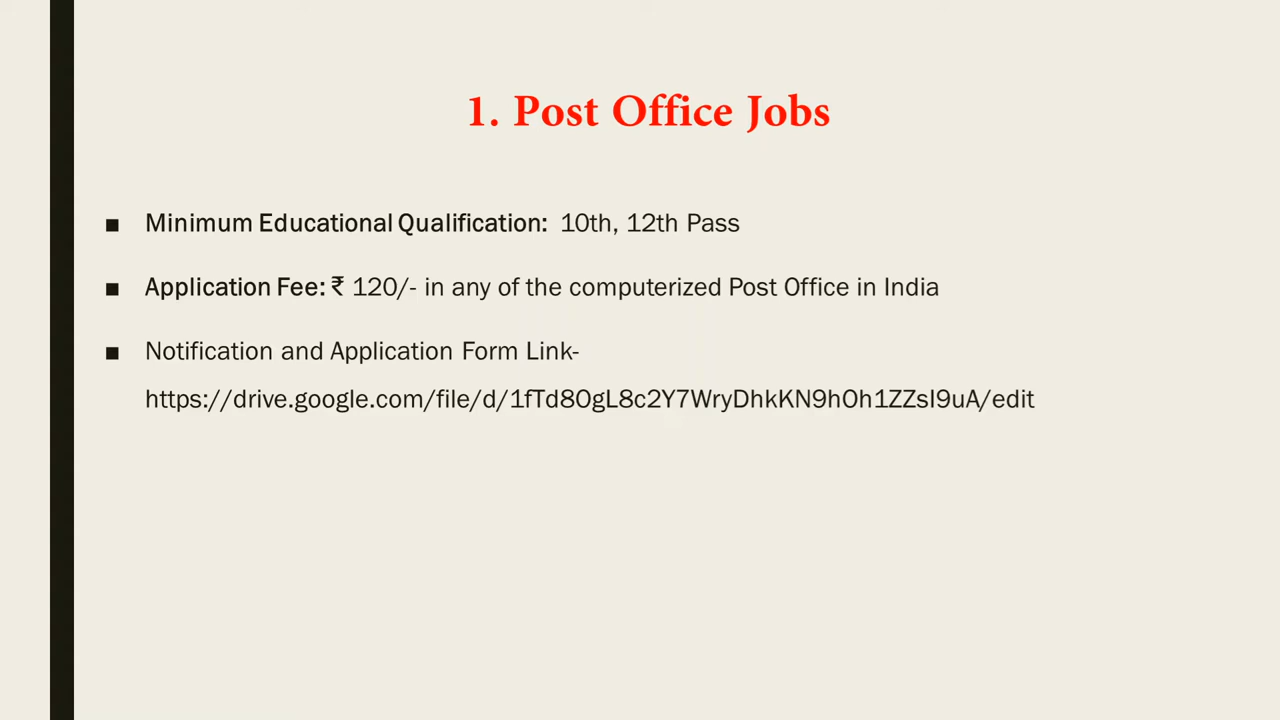 1. Post Office Jobs
■ Minimum Educational Qualification: 10th, 12th Pass
■ Application Fee: ₹ 120/- in any of the computerized Post Office in India
■ Notification and Application Form Link-
https://drive.google.com/file/d/1fTd8OgL8c2Y7WryDhkKN9hOh1ZZsI9uA/edit